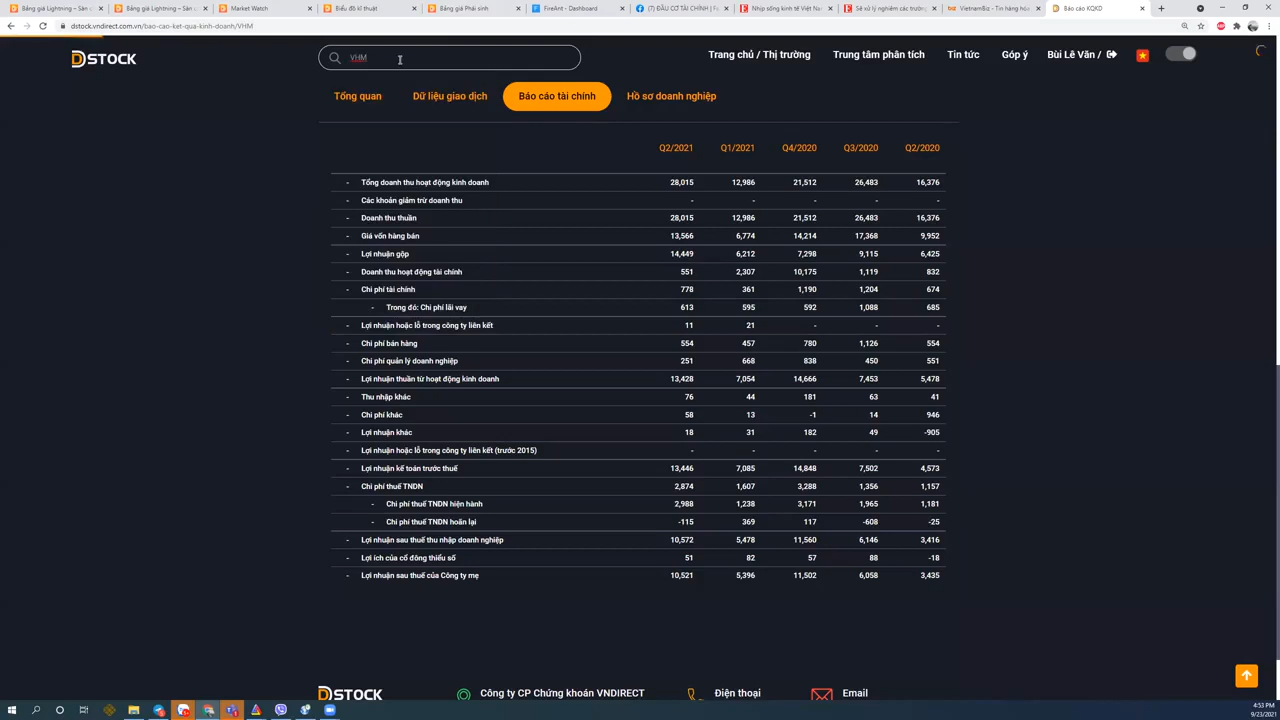 Bảng giá Lightning – Sàn c
Bảng giá Lightning – Sàn c
Market Watch
Biểu đồ kĩ thuật
Bảng giá Phái sinh
FireAnt - Dashboard
(7) ĐẦU CƠ TÀI CHÍNH | F
Nhịp sống kinh tế Việt Na
Sẽ xử lý nghiêm các trường
VietnamBiz - Tin hàng h
Báo cáo KQKD
dstock.vndirect.com.vn/bao-cao-ket-qua-kinh-doanh/VHM
DSTOCK
VHM
Trang chủ / Thị trường
Trung tâm phân tích
Tin tức
Góp ý
Bùi Lê Văn /
Tổng quan
Dữ liệu giao dịch
Báo cáo tài chính
Hồ sơ doanh nghiệp
Q2/2021 Q1/2021 Q4/2020 Q3/2020 Q2/2020
- Tổng doanh thu hoạt động kinh doanh 28,015 12,986 21,512 26,483 16,376
- Các khoản giảm trừ doanh thu - - - - -
- Doanh thu thuần 28,015 12,986 21,512 26,483 16,376
- Giá vốn hàng bán 13,566 6,774 14,214 17,368 9,952
- Lợi nhuận gộp 14,449 6,212 7,298 9,115 6,425
- Doanh thu hoạt động tài chính 551 2,307 10,175 1,119 832
- Chi phí tài chính 778 361 1,190 1,204 674
- Trong đó: Chi phí lãi vay 613 595 592 1,088 685
- Lợi nhuận hoặc lỗ trong công ty liên kết 11 21 - - -
- Chi phí bán hàng 554 457 780 1,126 554
- Chi phí quản lý doanh nghiệp 251 668 838 450 551
- Lợi nhuận thuần từ hoạt động kinh doanh 13,428 7,054 14,666 7,453 5,478
- Thu nhập khác 76 44 181 63 41
- Chi phí khác 58 13 -1 14 946
- Lợi nhuận khác 18 31 182 49 -905
- Lợi nhuận hoặc lỗ trong công ty liên kết (trước 2015) - - - - -
- Lợi nhuận kế toán trước thuế 13,446 7,085 14,848 7,502 4,573
- Chi phí thuế TNDN 2,874 1,607 3,288 1,356 1,157
- Chi phí thuế TNDN hiện hành 2,988 1,238 3,171 1,965 1,181
- Chi phí thuế TNDN hoãn lại -115 369 117 -608 -25
- Lợi nhuận sau thuế thu nhập doanh nghiệp 10,572 5,478 11,560 6,146 3,416
- Lợi ích của cổ đông thiểu số 51 82 57 88 -18
- Lợi nhuận sau thuế của Công ty mẹ 10,521 5,396 11,502 6,058 3,435
DSTOCK
Công ty CP Chứng khoán VNDIRECT
Điện thoại
Email
4:53 PM
9/23/2021